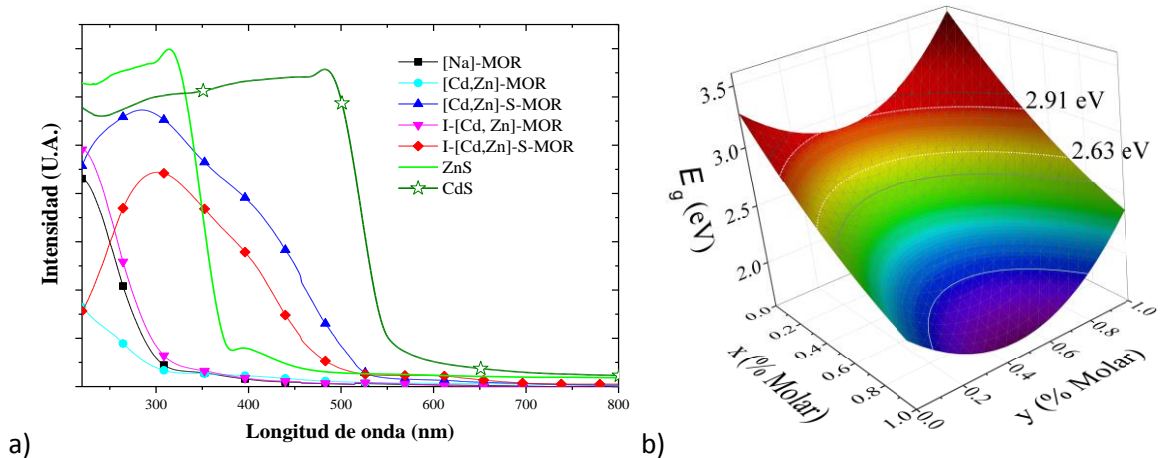 Intensidad (U.A.)
[Na]-MOR
[Cd,Zn]-MOR
[Cd,Zn]-S-MOR
I-[Cd, Zn]-MOR
I-[Cd,Zn]-S-MOR
ZnS
CdS
300 400 500 600 700 800
Longitud de onda (nm)
a)
3.5
3.0
2.5
2.0
E g (eV)
2.91 eV
2.63 eV
0.0
0.2
0.4
0.6
0.8
1.0
x (% Molar)
0.0
0.2
0.4
0.6
0.8
1.0
y (% Molar)
b)